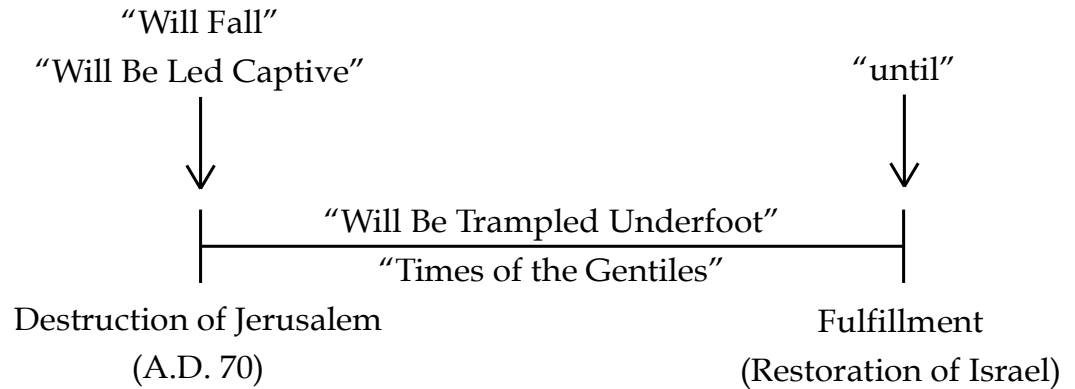 “Will Fall”
“Will Be Led Captive”
“until”
“Will Be Trampled Underfoot”
“Times of the Gentiles”
Destruction of Jerusalem
(A.D. 70)
Fulfillment
(Restoration of Israel)